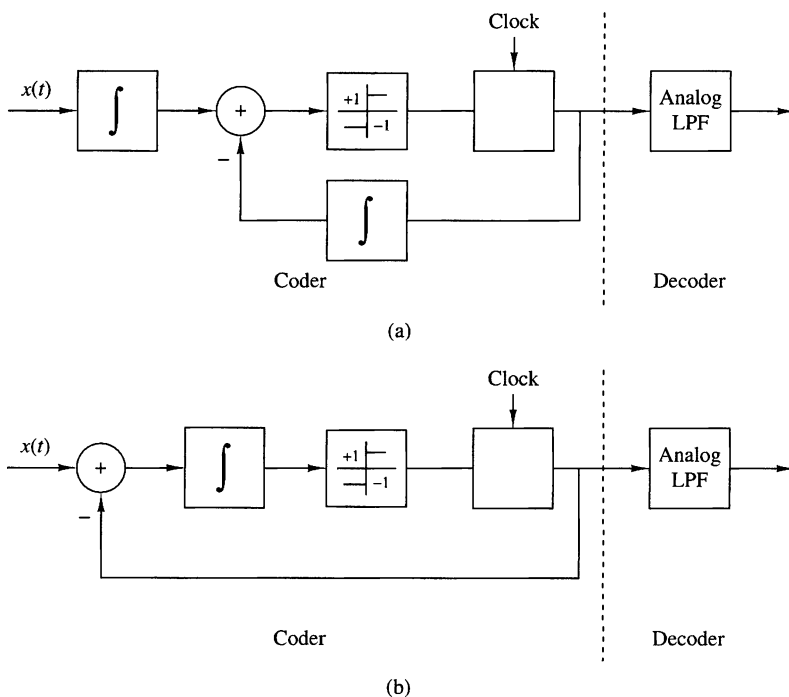 Clock
x(t)
∫
+
+1
−1
Analog
LPF
−
∫
Coder
Decoder
(a)
Clock
x(t)
+
∫
+1
−1
Analog
LPF
−
Coder
Decoder
(b)